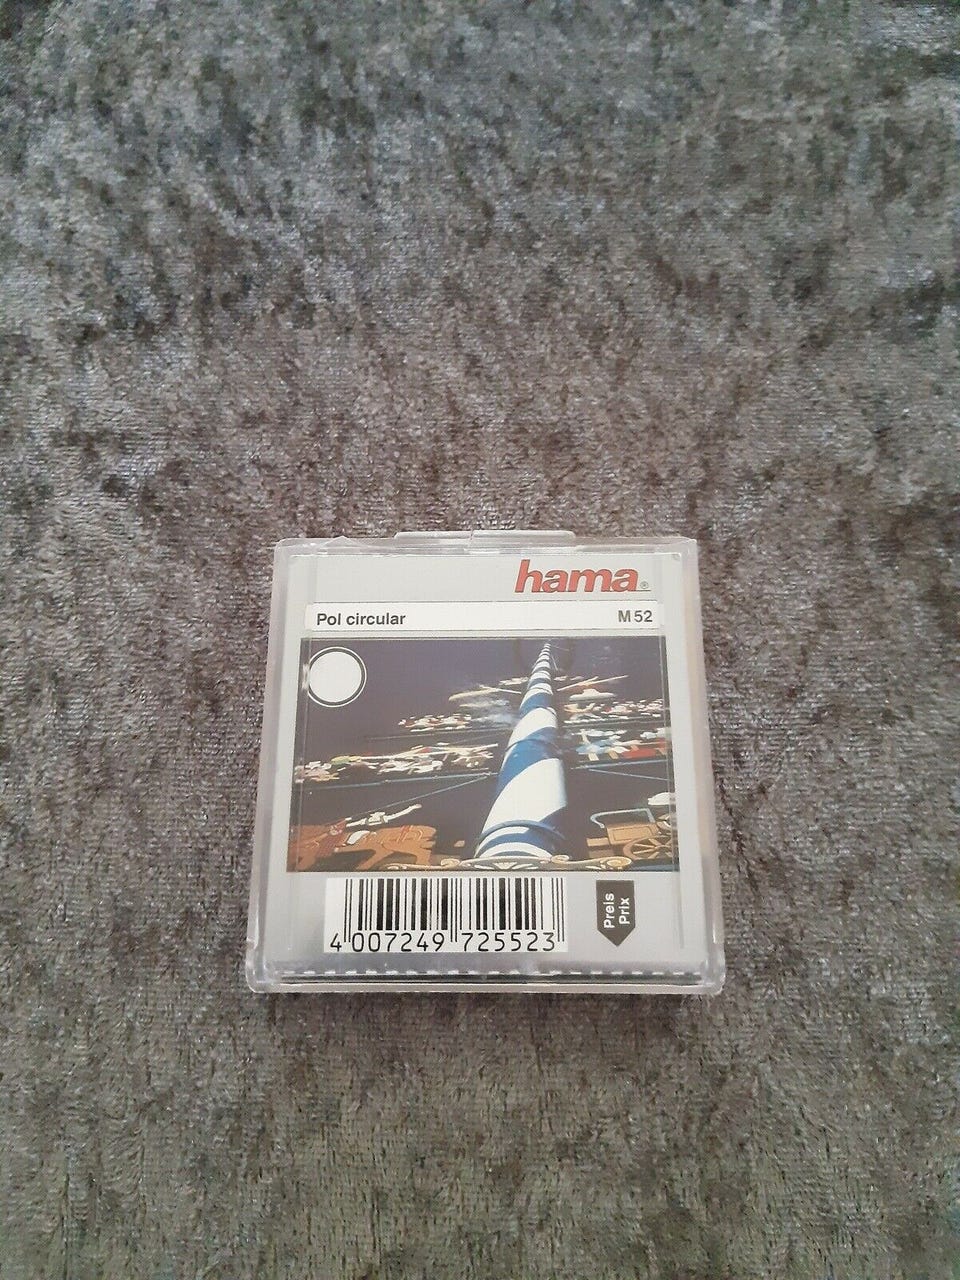 hama®
Pol circular M 52
4 007249 725523
Preis
Prix